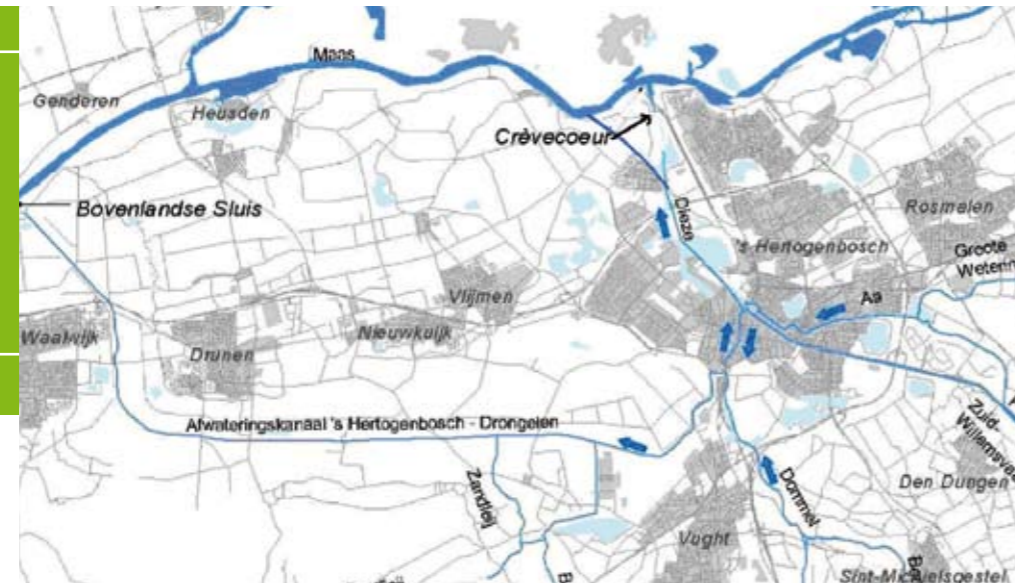 Maas
Genderen
Heusden
Crèvecoeur
Bovenlandse Sluis
Dieze
Rosmalen
's Hertogenbosch
Groote
Vlijmen
Aa
Waalwijk
Nieuwkuijk
Drunen
Afwateringskanaal 's Hertogenbosch - Drongelen
Zuid-
Zandleij
Dommel
Den Dungen
Vught
Sint-Michielsgestel